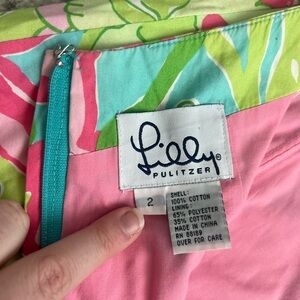 Lilly®
PULITZER
2
SHELL:
100% COTTON
LINING:
65% POLYESTER
35% COTTON
MADE IN CHINA
RN 88189
OVER FOR CARE